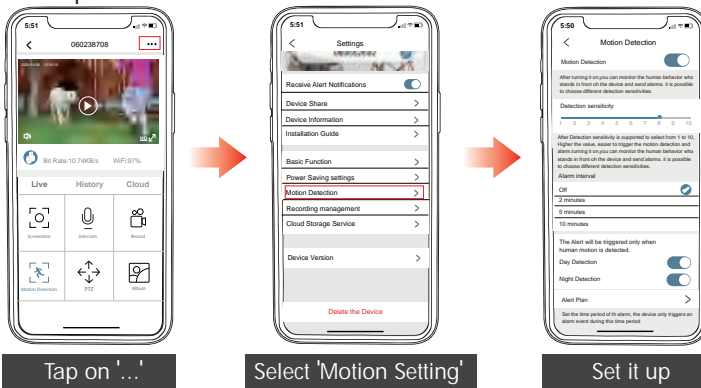 5:51
060238708
...
HD
Bit Rate:10.74KB/s
WiFi:97%
Live
History
Cloud
Screenshot
Intercom
Record
Motion Detection
PTZ
Album
Tap on '...'
5:51
Settings
Receive Alert Notifications
Device Share
Device Information
Installation Guide
Basic Function
Power Saving settings
Motion Detection
Recording management
Cloud Storage Service
Device Version
Delete the Device
Select 'Motion Setting'
5:50
Motion Detection
Motion Detection
After turning it on,you can monitor the human behavior who
stands in front oh the device and send alarms. it is possible
to choose different detection sensitivities.
Detection sensitivity
1 2 3 4 5 6 7 8 9 10
After Detection sensitivity is supported to select from 1 to 10,
Higher the value, easier to trigger the motion detection and
alarm.turning it on,you can monitor the human behavior who
stands in front oh the device and send alarms. it is possible
to choose different detection sensitivities.
Alarm interval
Off
2 minutes
5 minutes
10 minutes
The Alert will be triggered only when
human motion is detected.
Day Detection
Night Detection
Alert Plan
Set the time period of th alarm, the device only triggers an
alarm event during this time period
Set it up